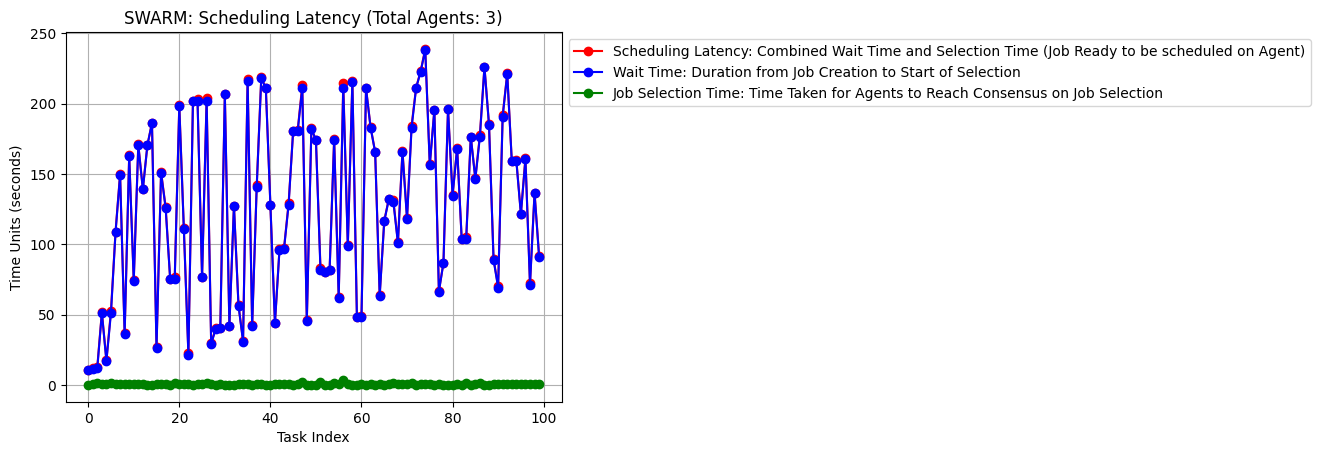 SWARM: Scheduling Latency (Total Agents: 3)
Scheduling Latency: Combined Wait Time and Selection Time (Job Ready to be scheduled on Agent)
Wait Time: Duration from Job Creation to Start of Selection
Job Selection Time: Time Taken for Agents to Reach Consensus on Job Selection
Time Units (seconds)
250
200
150
100
50
0
0 20 40 60 80 100
Task Index